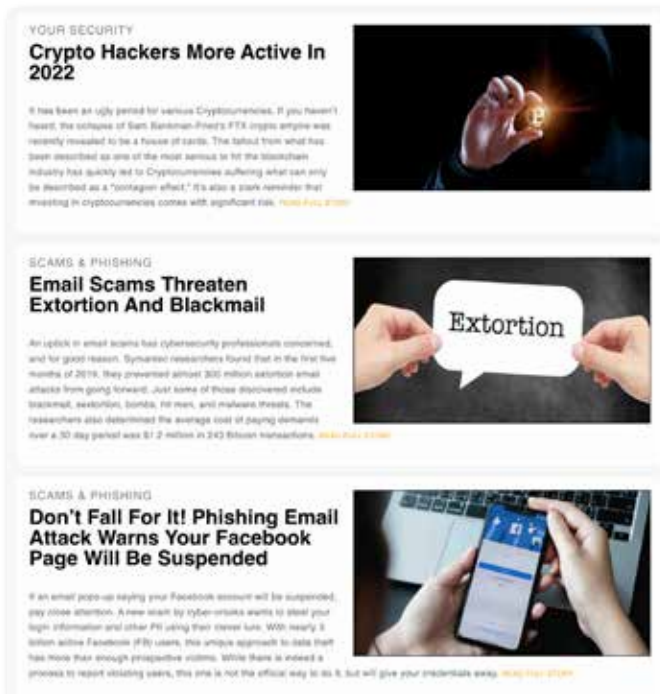 YOUR SECURITY
Crypto Hackers More Active In
2022
It has been an ugly period for various Cryptocurrencies. If you haven't
heard, the collapse of Sam Bankman-Fried's FTX crypto empire was
recently revealed to be a house of cards. The fallout from what has
been described as one of the most serious to hit the blockchain
industry has quickly led to Cryptocurrencies suffering what can only
be described as a "contagion effect." It's also a stark reminder that
investing in cryptocurrencies comes with significant risk. READ FULL STORY
Extortion
SCAMS & PHISHING
Email Scams Threaten
Extortion And Blackmail
An uptick in email scams has cybersecurity professionals concerned,
and for good reason. Symantec researchers found that in the first five
months of 2019, they prevented almost 300 million extortion email
attacks from going forward. Just some of those discovered include
blackmail, sextortion, bombs, hit men, and malware threats. The
researchers also determined the average cost of paying demands
over a 30 day period was $1.2 million in 243 Bitcoin transactions. READ FULL STORY
SCAMS & PHISHING
Don't Fall For It! Phishing Email
Attack Warns Your Facebook
Page Will Be Suspended
If an email pops-up saying your Facebook account will be suspended,
pay close attention. A new scam by cyber-crooks wants to steal your
login information and other PII using their clever lure. With nearly 3
billion active Facebook (FB) users, this unique approach to data theft
has more than enough prospective victims. While there is indeed a
process to report violating users, this one is not the official way to do it, but will give your credentials away. READ FULL STORY